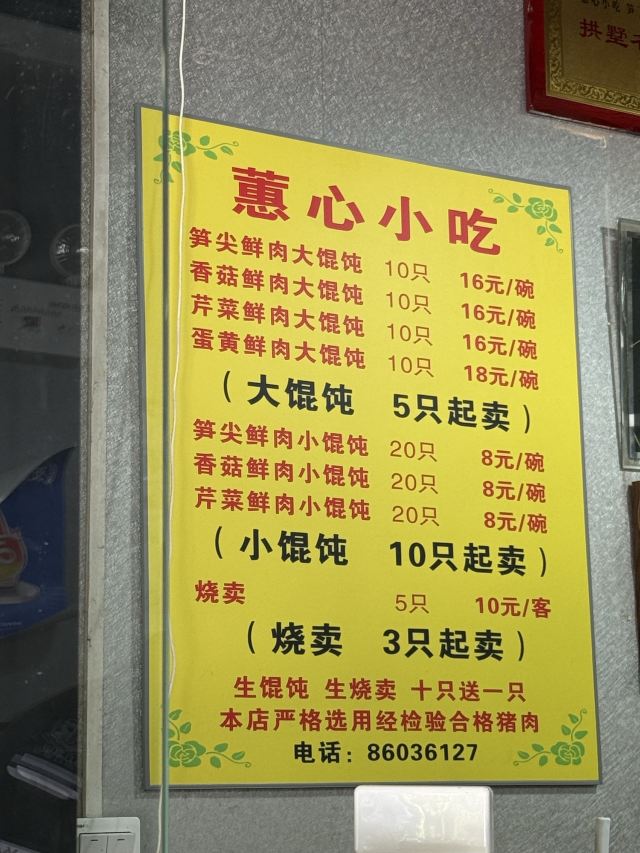 拱墅
蕙心小吃
笋尖鲜肉大馄饨 10只 16元/碗
香菇鲜肉大馄饨 10只 16元/碗
芹菜鲜肉大馄饨 10只 16元/碗
蛋黄鲜肉大馄饨 10只 18元/碗
(大馄饨 5只起卖)
笋尖鲜肉小馄饨 20只 8元/碗
香菇鲜肉小馄饨 20只 8元/碗
芹菜鲜肉小馄饨 20只 8元/碗
(小馄饨 10只起卖)
烧卖 5只 10元/客
(烧卖 3只起卖)
生馄饨 生烧卖 十只送一只
本店严格选用经检验合格猪肉
电话：86036127